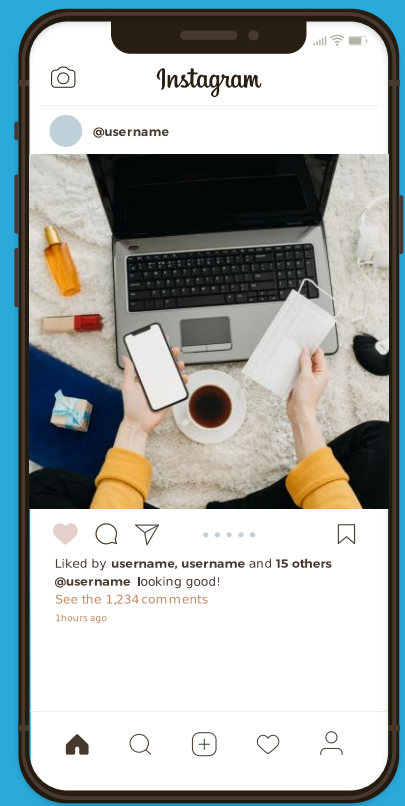 Instagram
@username
Liked by username, username and 15 others
@username looking good!
See the 1,234 comments
1hours ago